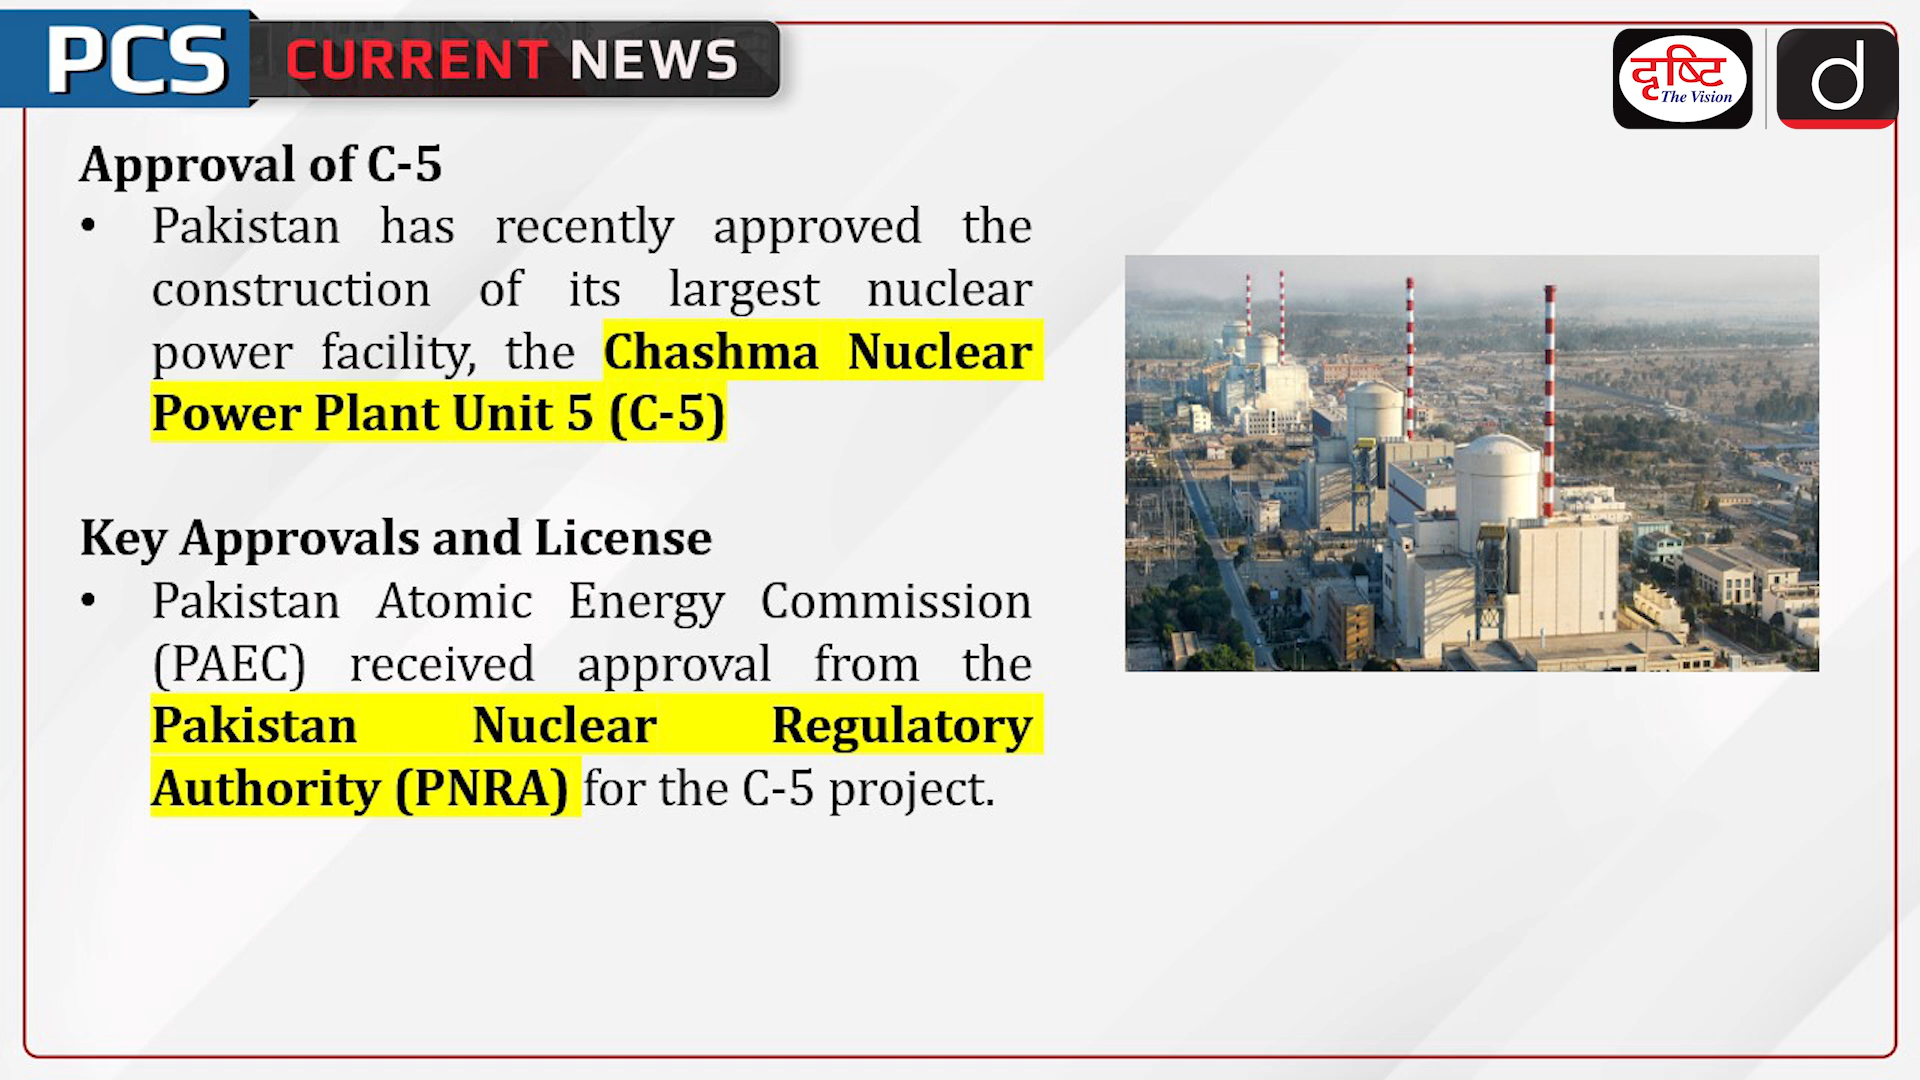 PCS CURRENT NEWS
दृष्टि
The Vision
d
Approval of C-5
• Pakistan has recently approved the
construction of its largest nuclear
power facility, the Chashma Nuclear
Power Plant Unit 5 (C-5)
Key Approvals and License
• Pakistan Atomic Energy Commission
(PAEC) received approval from the
Pakistan Nuclear Regulatory
Authority (PNRA) for the C-5 project.